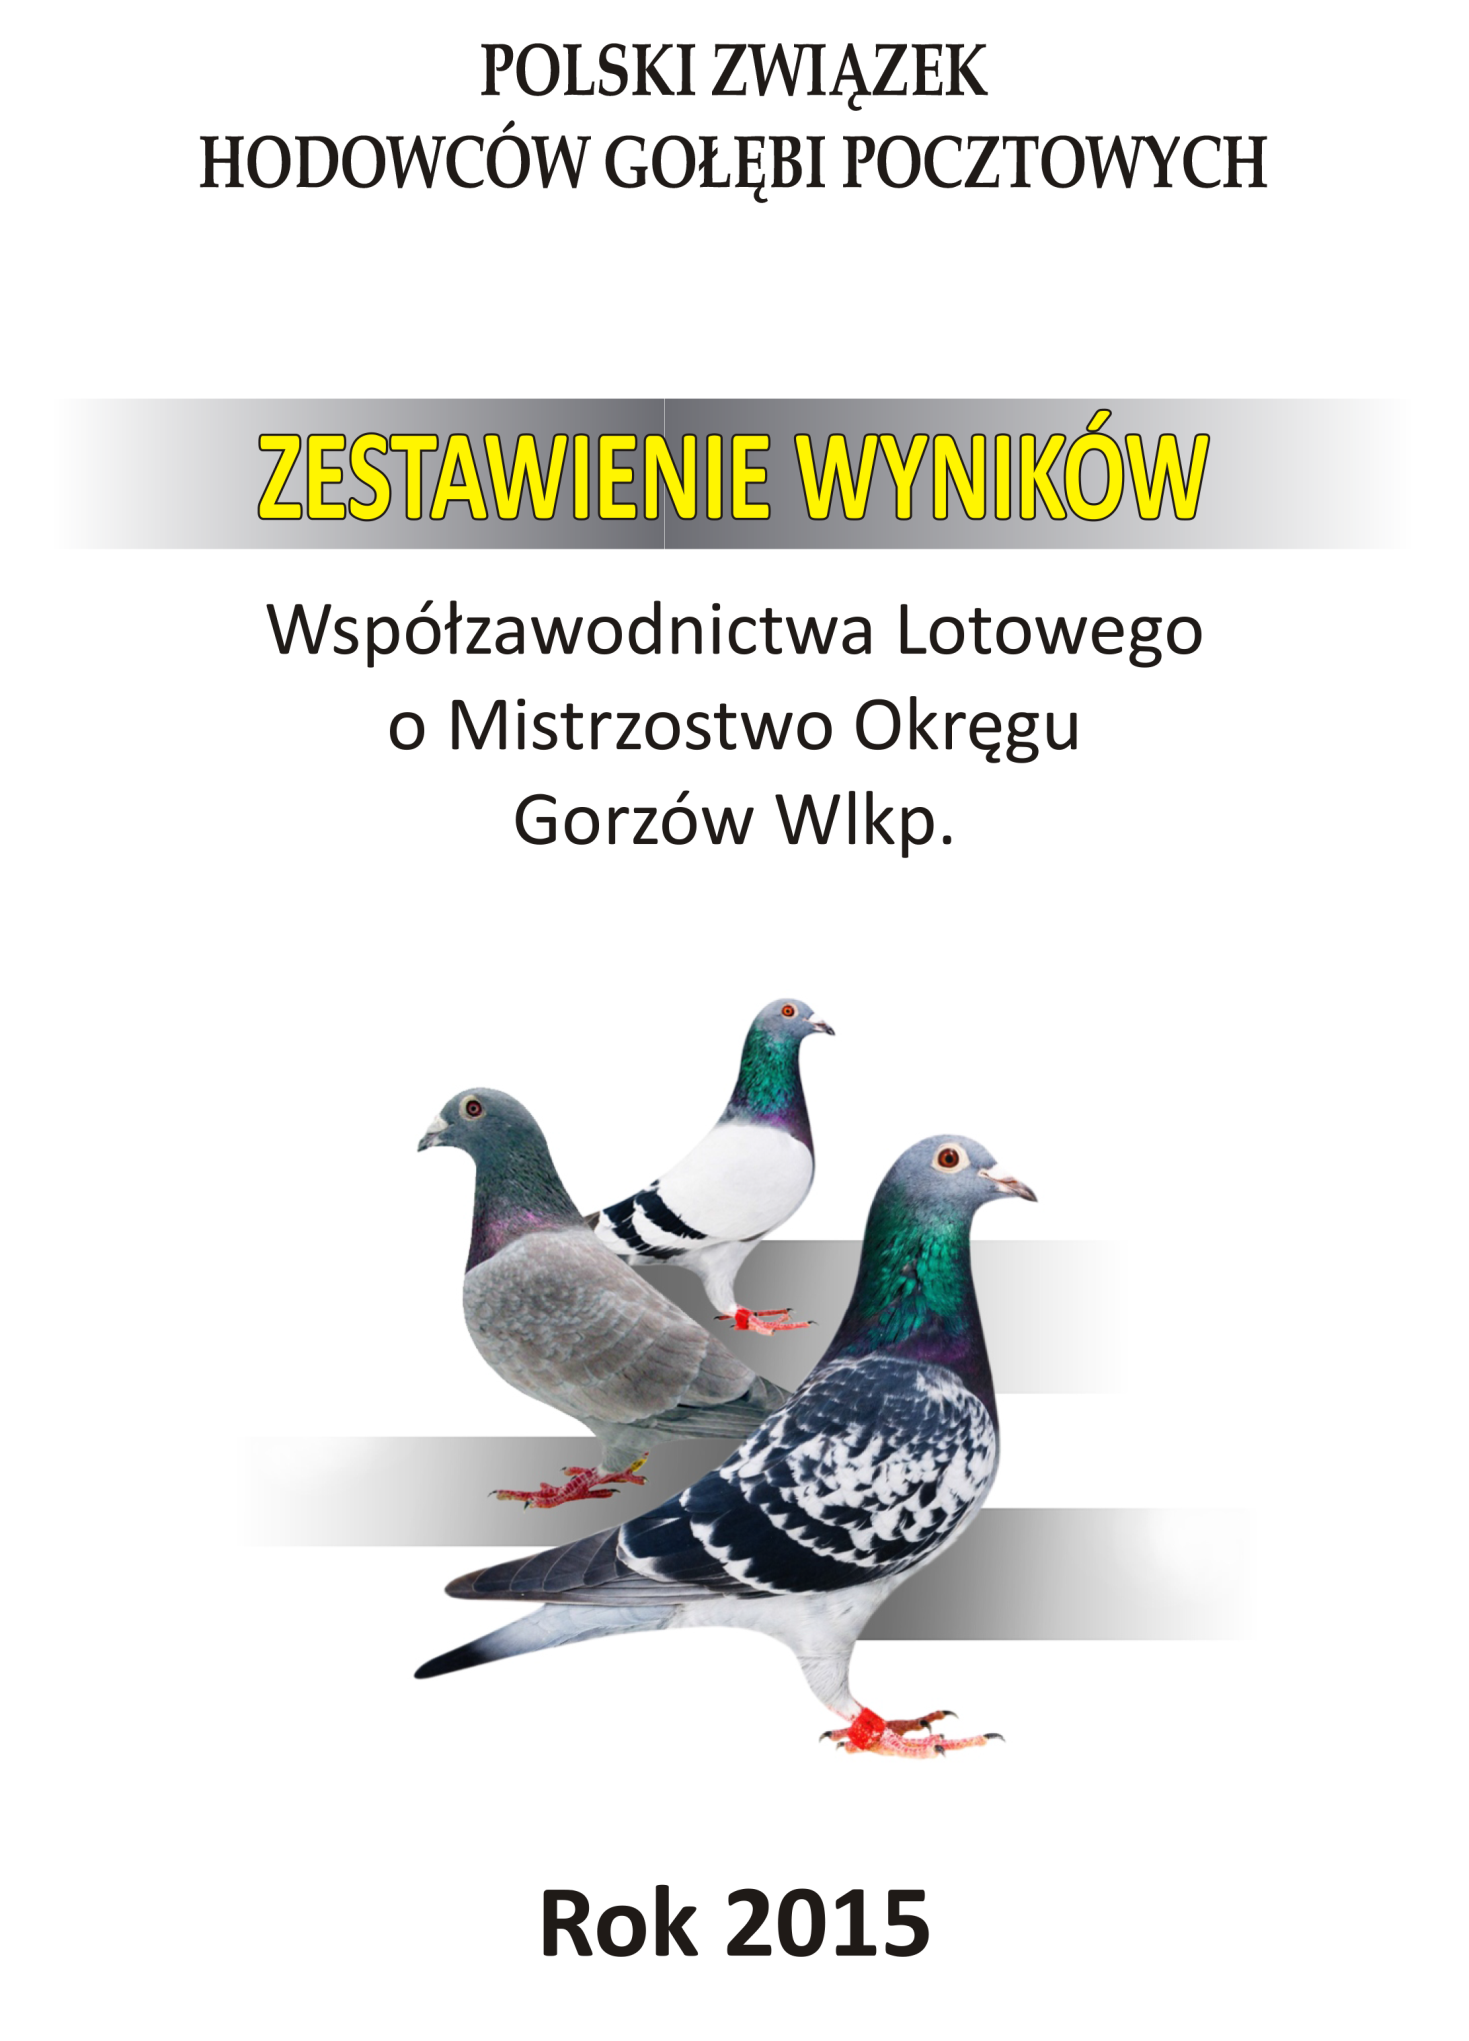 POLSKI ZWIĄZEK
HODOWCÓW GOŁĘBI POCZTOWYCH
ZESTAWIENIE WYNIKÓW
Współzawodnictwa Lotowego
o Mistrzostwo Okręgu
Gorzów Wlkp.
Rok 2015